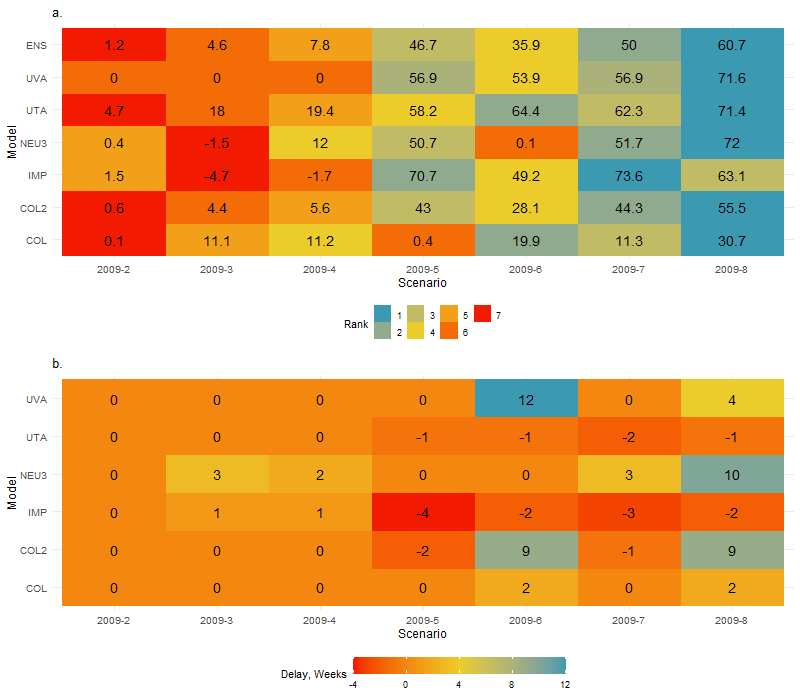 a.
ENS 1.2 4.6 7.8 46.7 35.9 50 60.7
UVA 0 0 0 56.9 53.9 56.9 71.6
UTA 4.7 18 19.4 58.2 64.4 62.3 71.4
NEU3 0.4 -1.5 12 50.7 0.1 51.7 72
IMP 1.5 -4.7 -1.7 70.7 49.2 73.6 63.1
COL2 0.6 4.4 5.6 43 28.1 44.3 55.5
COL 0.1 11.1 11.2 0.4 19.9 11.3 30.7
Model
2009-2 2009-3 2009-4 2009-5 2009-6 2009-7 2009-8
Scenario
Rank 1 3 5 7
2 4 6
b.
UVA 0 0 0 0 12 0 4
UTA 0 0 0 -1 -1 -2 -1
NEU3 0 3 2 0 0 3 10
IMP 0 1 1 -4 -2 -3 -2
COL2 0 0 0 -2 9 -1 9
COL 0 0 0 0 2 0 2
Model
2009-2 2009-3 2009-4 2009-5 2009-6 2009-7 2009-8
Scenario
Delay, Weeks
-4 0 4 8 12